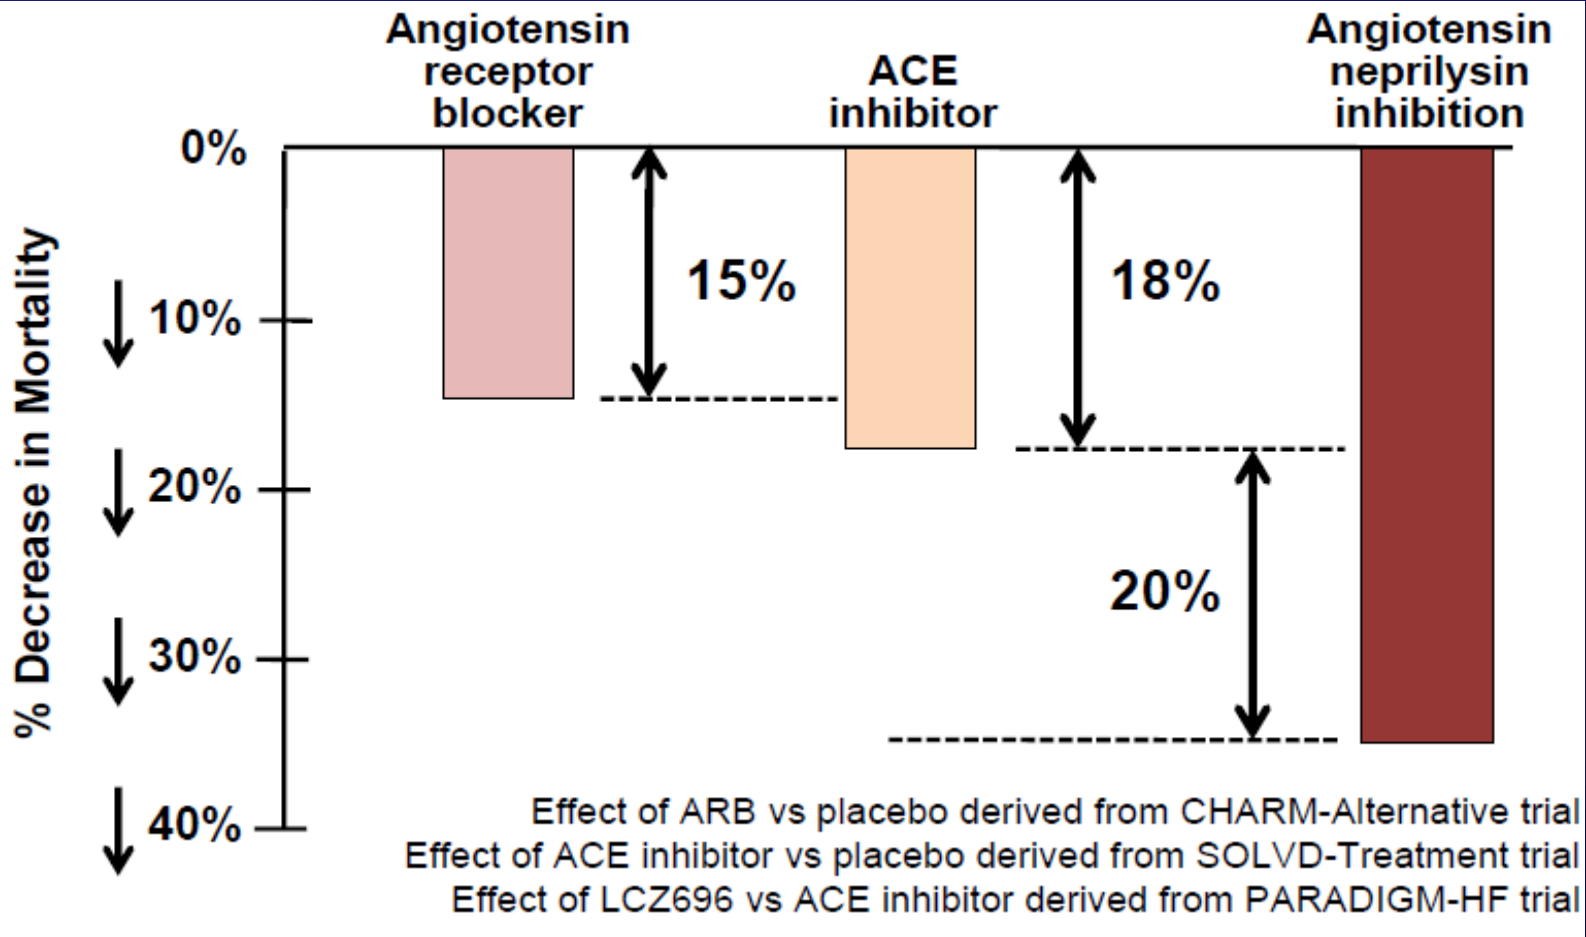 Angiotensin
receptor
blocker
ACE
inhibitor
Angiotensin
neprilysin
inhibition
% Decrease in Mortality
0%
10%
20%
30%
40%
15%
18%
20%
Effect of ARB vs placebo derived from CHARM-Alternative trial
Effect of ACE inhibitor vs placebo derived from SOLVD-Treatment trial
Effect of LCZ696 vs ACE inhibitor derived from PARADIGM-HF trial